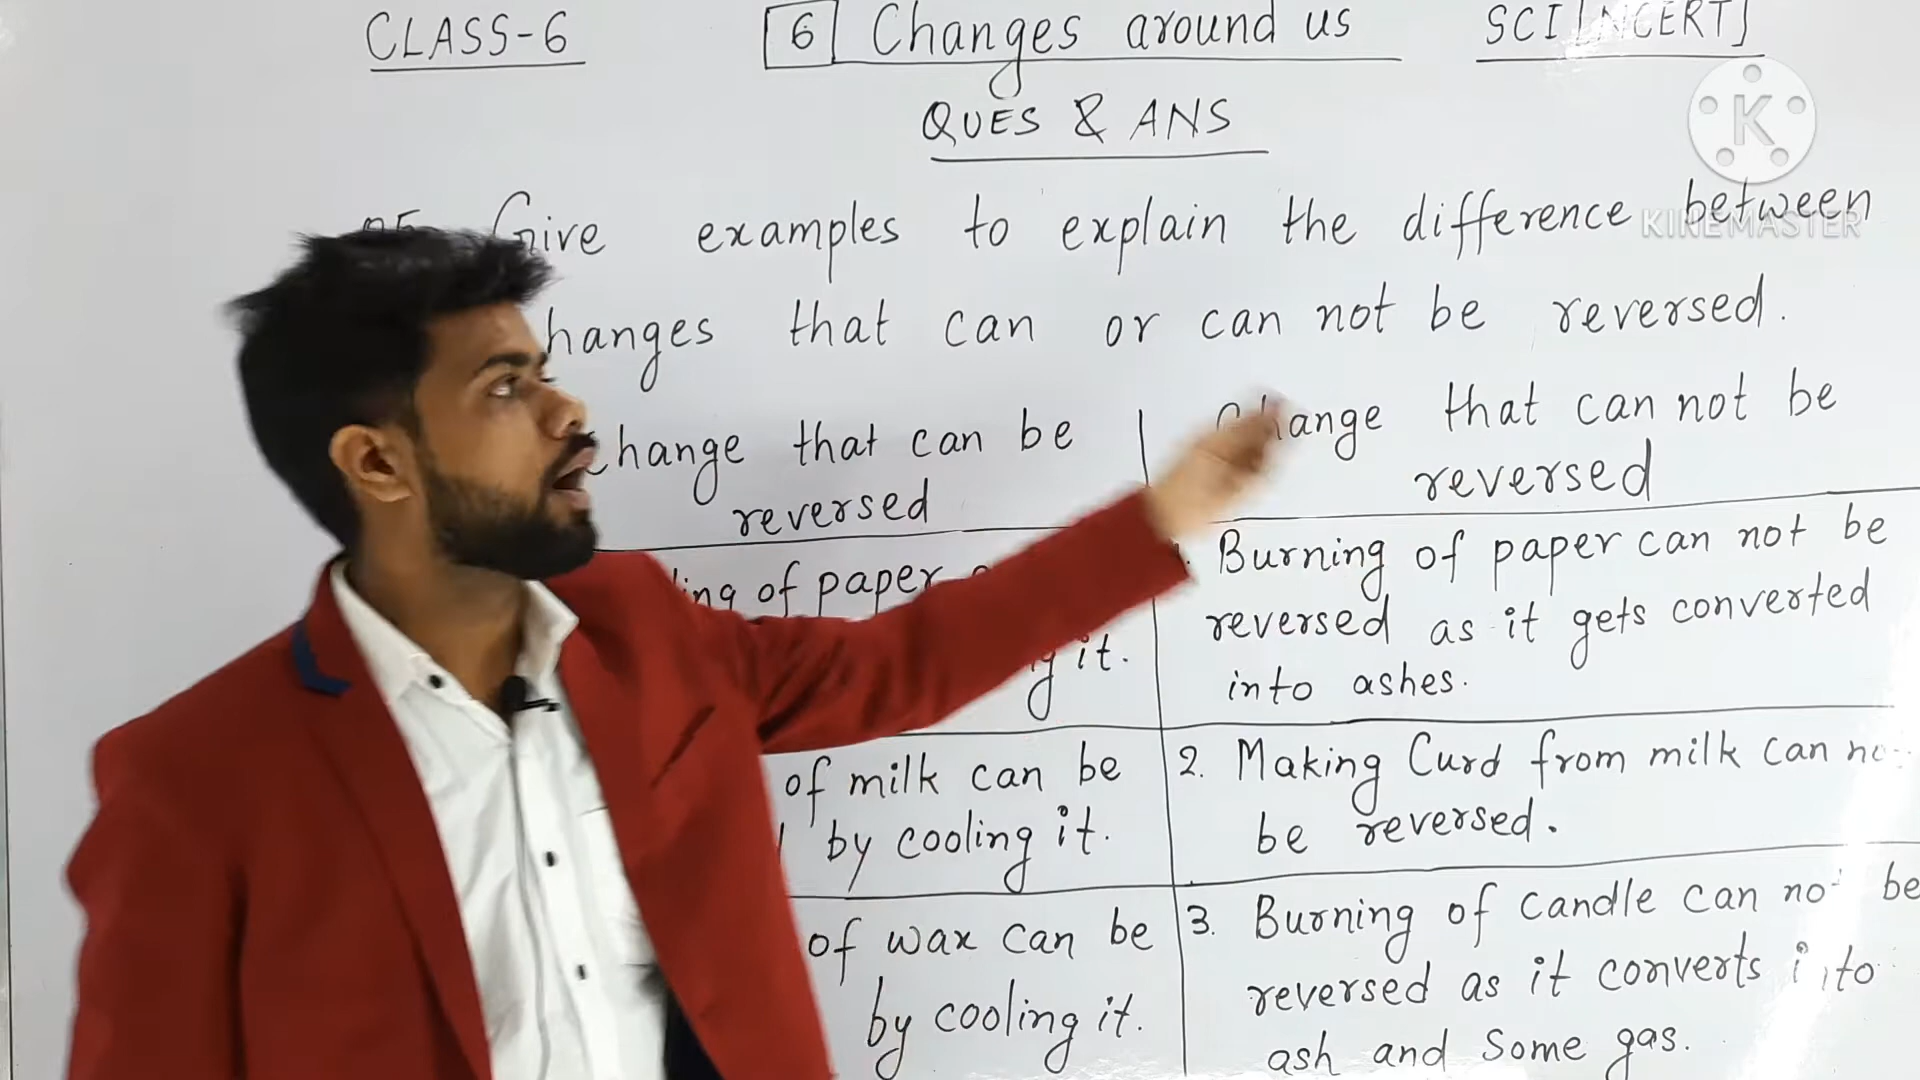 CLASS-6
6 Changes around us
SCI [NCERT]
QUES & ANS
Give examples to explain the difference between
hanges that can or can not be reversed.
hange that can be
reversed
Change that can not be
reversed
ing of paper
g it.
Burning of paper can not be
reversed as it gets converted
into ashes.
of milk can be
by cooling it.
2. Making Curd from milk can no
be reversed.
of wax can be
by cooling it.
3. Burning of candle can not be
reversed as it converts into
ash and some gas.
K
KINEMASTER